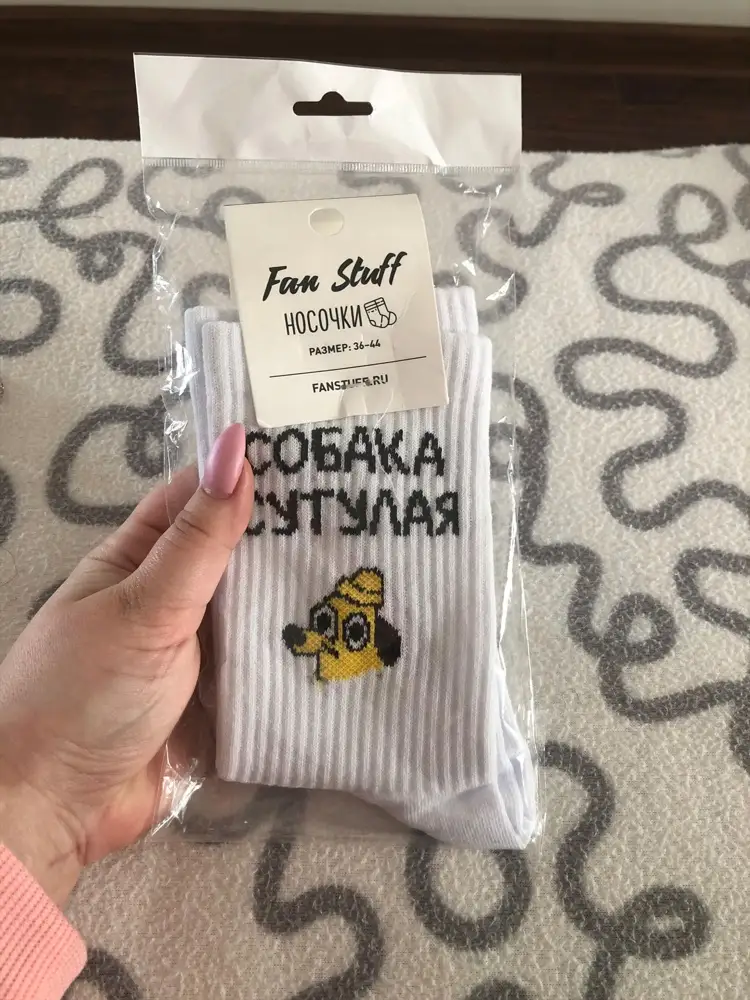 Fan Stuff
НОСОЧКИ
РАЗМЕР: 36-44
FANSTUFF.RU
СОБАКА
СУТУЛАЯ